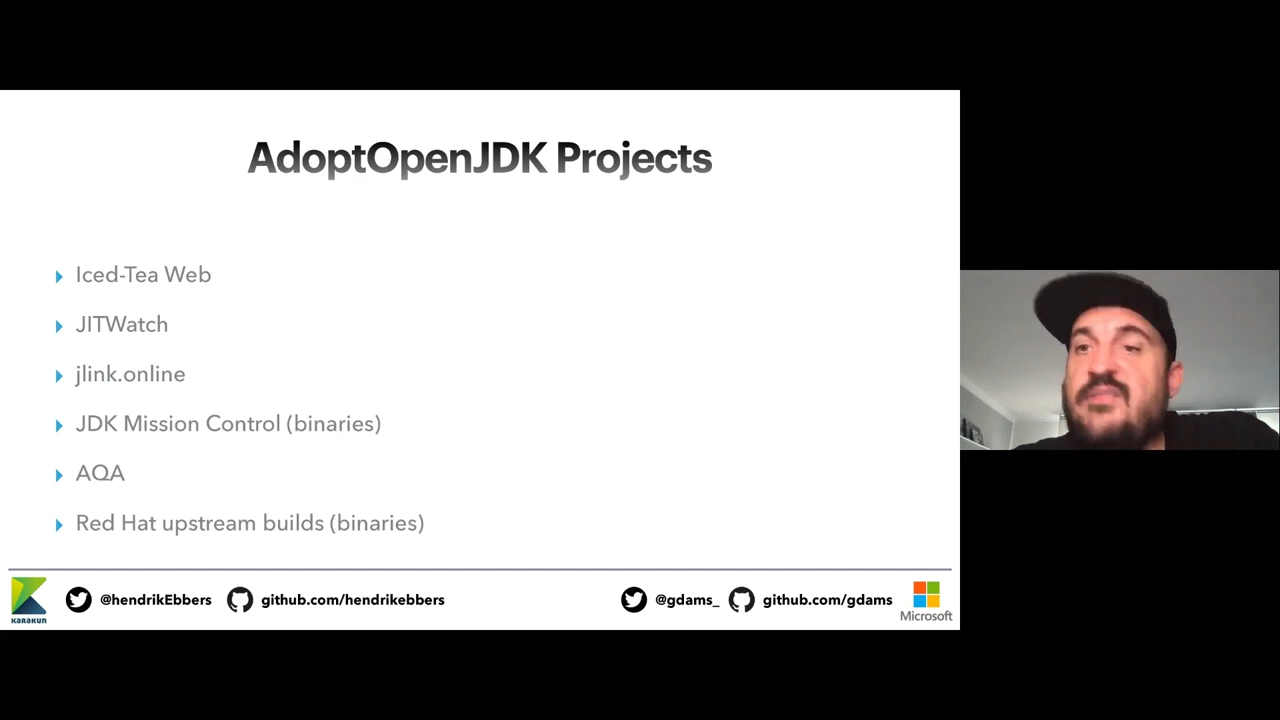 AdoptOpenJDK Projects
Iced-Tea Web
JITWatch
jlink.online
JDK Mission Control (binaries)
AQA
Red Hat upstream builds (binaries)
KARAKUN
@hendrikEbbers
github.com/hendrikebbers
@gdams_
github.com/gdams
Microsoft